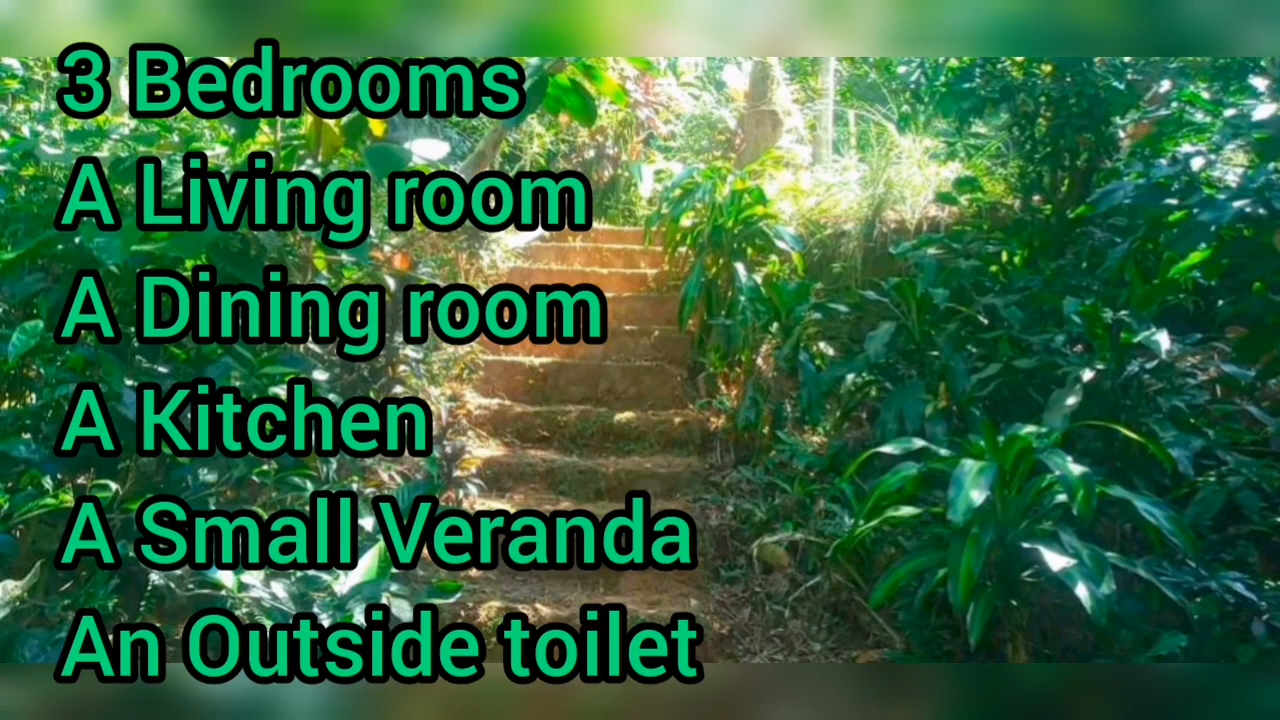 3 Bedrooms
A Living room
A Dining room
A Kitchen
A Small Veranda
An Outside toilet